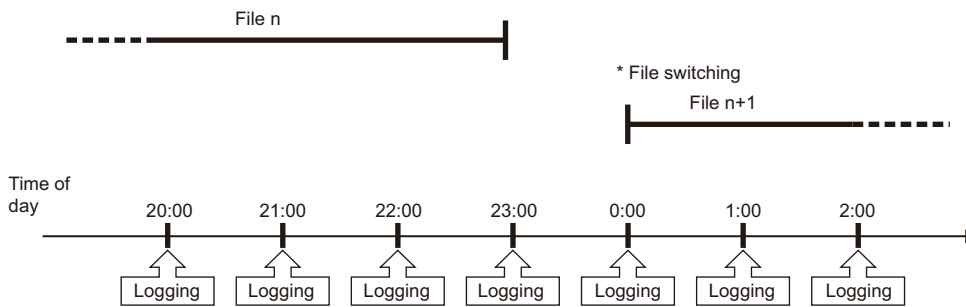 File n
* File switching
File n+1
Time of
day
20:00 21:00 22:00 23:00 0:00 1:00 2:00
Logging Logging Logging Logging Logging Logging Logging